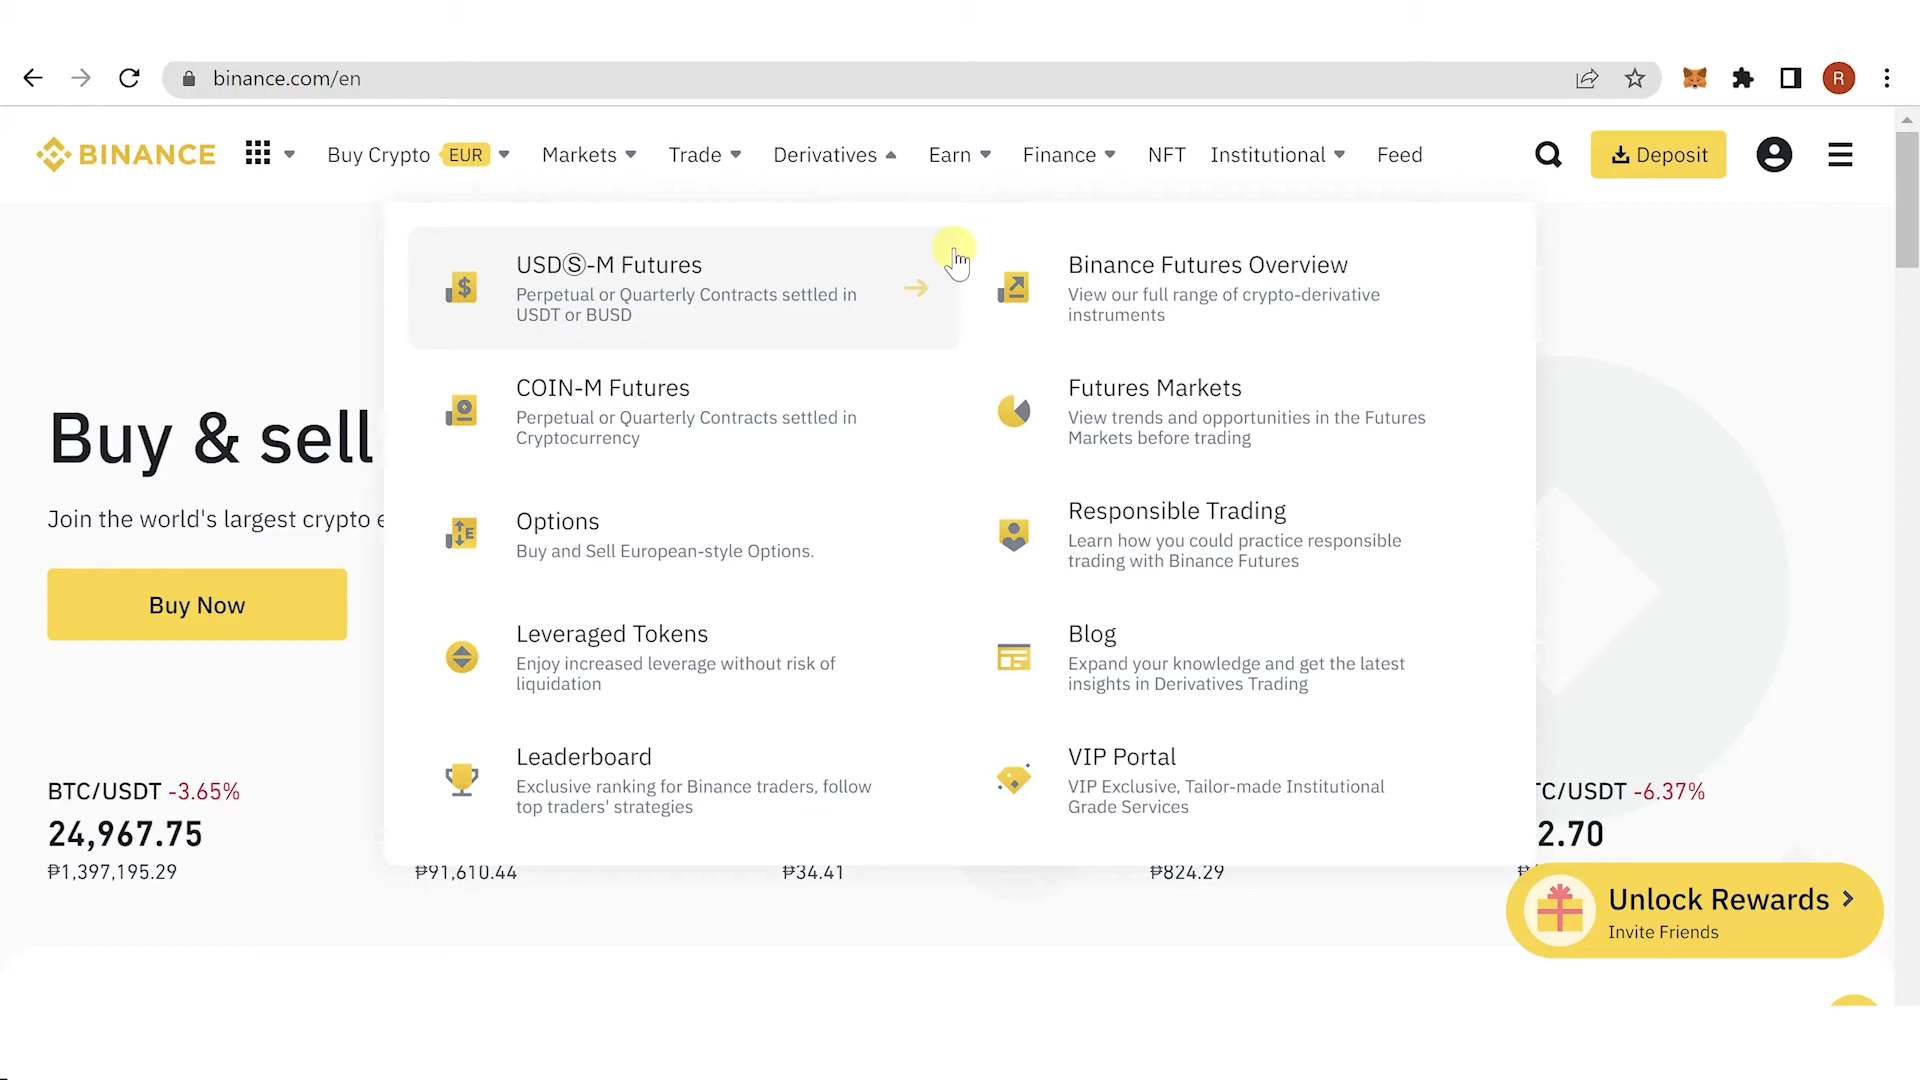 binance.com/en
R
BINANCE
Buy Crypto EUR
Markets
Trade
Derivatives
Earn
Finance
NFT
Institutional
Feed
Deposit
USDⓈ-M Futures
Perpetual or Quarterly Contracts settled in
USDT or BUSD
Binance Futures Overview
View our full range of crypto-derivative
instruments
COIN-M Futures
Perpetual or Quarterly Contracts settled in
Cryptocurrency
Futures Markets
View trends and opportunities in the Futures
Markets before trading
Options
Buy and Sell European-style Options.
Responsible Trading
Learn how you could practice responsible
trading with Binance Futures
Leveraged Tokens
Enjoy increased leverage without risk of
liquidation
Blog
Expand your knowledge and get the latest
insights in Derivatives Trading
Leaderboard
Exclusive ranking for Binance traders, follow
top traders' strategies
VIP Portal
VIP Exclusive, Tailor-made Institutional
Grade Services
Buy & sell
Join the world's largest crypto
Buy Now
BTC/USDT -3.65%
24,967.75
₱1,397,195.29
₱91,610.44
₱34.41
₱824.29
TC/USDT -6.37%
2.70
Unlock Rewards
Invite Friends